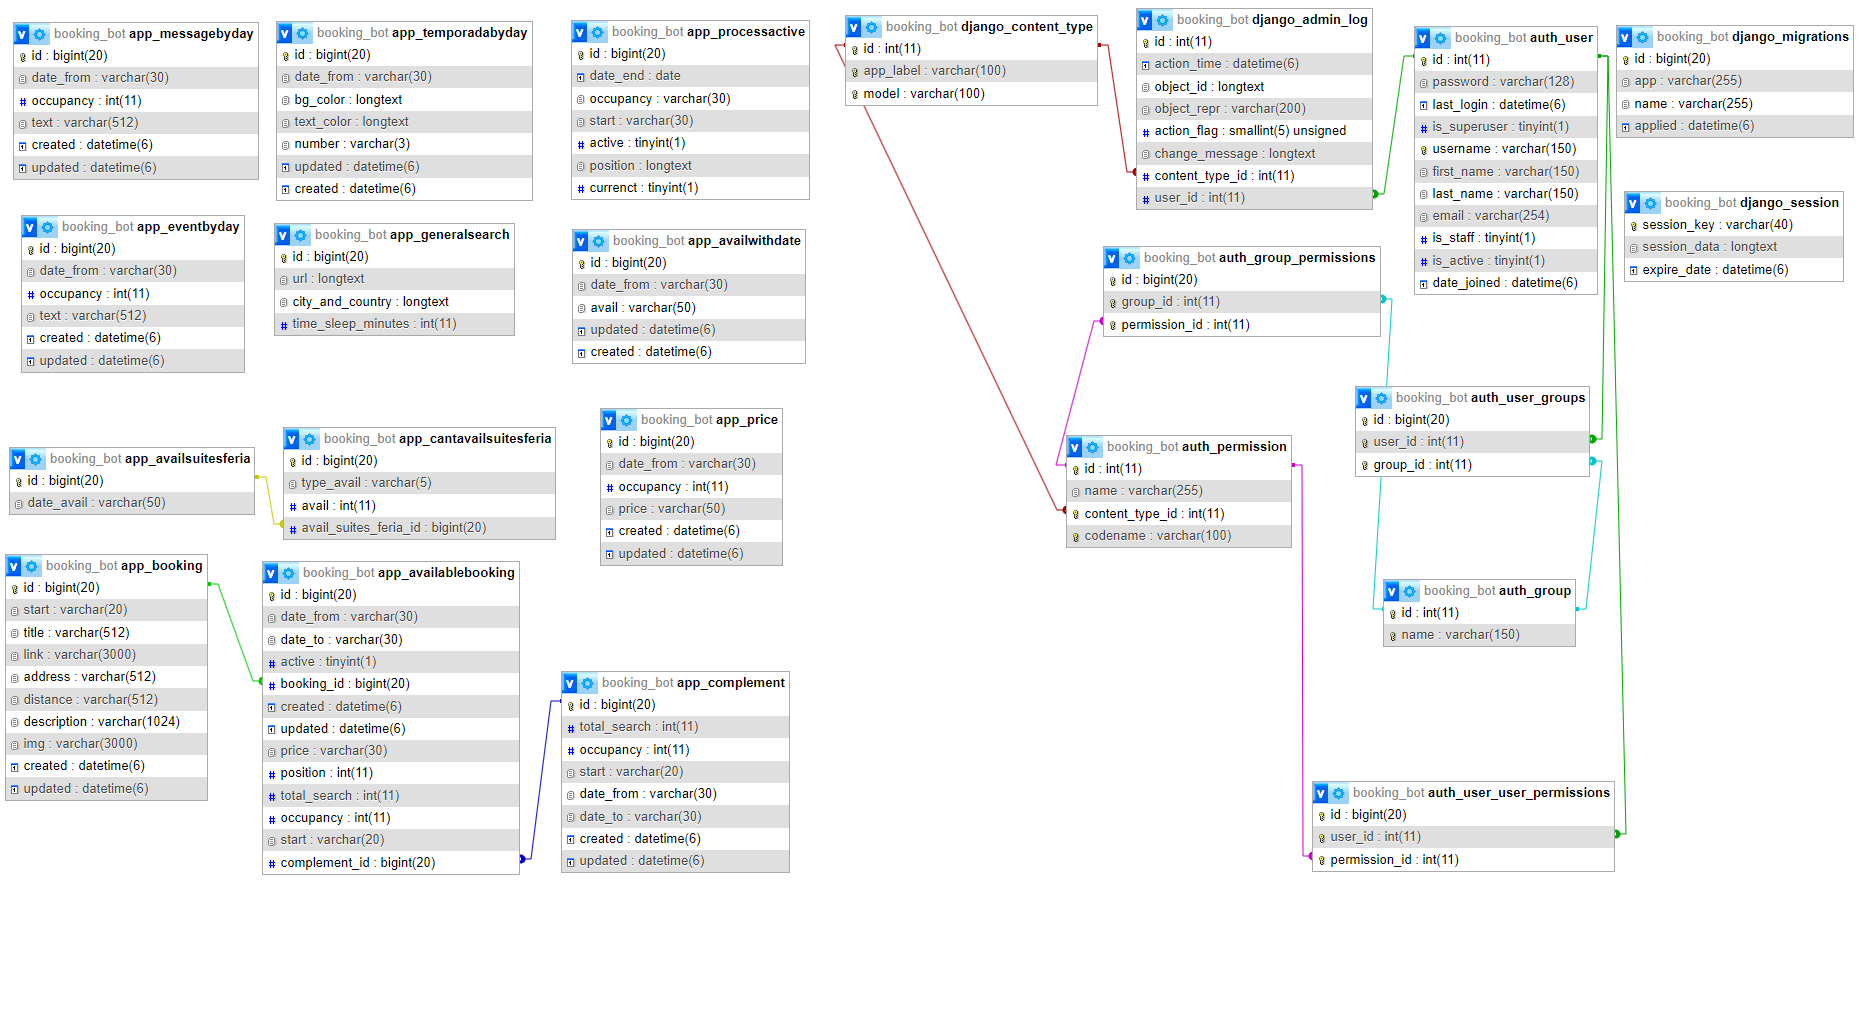 booking_bot app_messagebyday
id : bigint(20)
date_from : varchar(30)
occupancy : int(11)
text : varchar(512)
created : datetime(6)
updated : datetime(6)
booking_bot app_temporadabyday
id : bigint(20)
date_from : varchar(30)
bg_color : longtext
text_color : longtext
number : varchar(3)
updated : datetime(6)
created : datetime(6)
booking_bot app_processactive
id : bigint(20)
date_end : date
occupancy : varchar(30)
start : varchar(30)
active : tinyint(1)
position : longtext
currenct : tinyint(1)
booking_bot django_content_type
id : int(11)
app_label : varchar(100)
model : varchar(100)
booking_bot django_admin_log
id : int(11)
action_time : datetime(6)
object_id : longtext
object_repr : varchar(200)
action_flag : smallint(5) unsigned
change_message : longtext
content_type_id : int(11)
user_id : int(11)
booking_bot auth_user
id : int(11)
password : varchar(128)
last_login : datetime(6)
is_superuser : tinyint(1)
username : varchar(150)
first_name : varchar(150)
last_name : varchar(150)
email : varchar(254)
is_staff : tinyint(1)
is_active : tinyint(1)
date_joined : datetime(6)
booking_bot django_migrations
id : bigint(20)
app : varchar(255)
name : varchar(255)
applied : datetime(6)
booking_bot django_session
session_key : varchar(40)
session_data : longtext
expire_date : datetime(6)
booking_bot app_eventbyday
id : bigint(20)
date_from : varchar(30)
occupancy : int(11)
text : varchar(512)
created : datetime(6)
updated : datetime(6)
booking_bot app_generalsearch
id : bigint(20)
url : longtext
city_and_country : longtext
time_sleep_minutes : int(11)
booking_bot app_availwithdate
id : bigint(20)
date_from : varchar(30)
avail : varchar(50)
updated : datetime(6)
created : datetime(6)
booking_bot auth_group_permissions
id : bigint(20)
group_id : int(11)
permission_id : int(11)
booking_bot auth_user_groups
id : bigint(20)
user_id : int(11)
group_id : int(11)
booking_bot app_availsuitesferia
id : bigint(20)
date_avail : varchar(50)
booking_bot app_cantavailsuitesferia
id : bigint(20)
type_avail : varchar(5)
avail : int(11)
avail_suites_feria_id : bigint(20)
booking_bot app_price
id : bigint(20)
date_from : varchar(30)
occupancy : int(11)
price : varchar(50)
created : datetime(6)
updated : datetime(6)
booking_bot auth_permission
id : int(11)
name : varchar(255)
content_type_id : int(11)
codename : varchar(100)
booking_bot auth_group
id : int(11)
name : varchar(150)
booking_bot app_booking
id : bigint(20)
start : varchar(20)
title : varchar(512)
link : varchar(3000)
address : varchar(512)
distance : varchar(512)
description : varchar(1024)
img : varchar(3000)
created : datetime(6)
updated : datetime(6)
booking_bot app_availablebooking
id : bigint(20)
date_from : varchar(30)
date_to : varchar(30)
active : tinyint(1)
booking_id : bigint(20)
created : datetime(6)
updated : datetime(6)
price : varchar(30)
position : int(11)
total_search : int(11)
occupancy : int(11)
start : varchar(20)
complement_id : bigint(20)
booking_bot app_complement
id : bigint(20)
total_search : int(11)
occupancy : int(11)
start : varchar(20)
date_from : varchar(30)
date_to : varchar(30)
created : datetime(6)
updated : datetime(6)
booking_bot auth_user_user_permissions
id : bigint(20)
user_id : int(11)
permission_id : int(11)